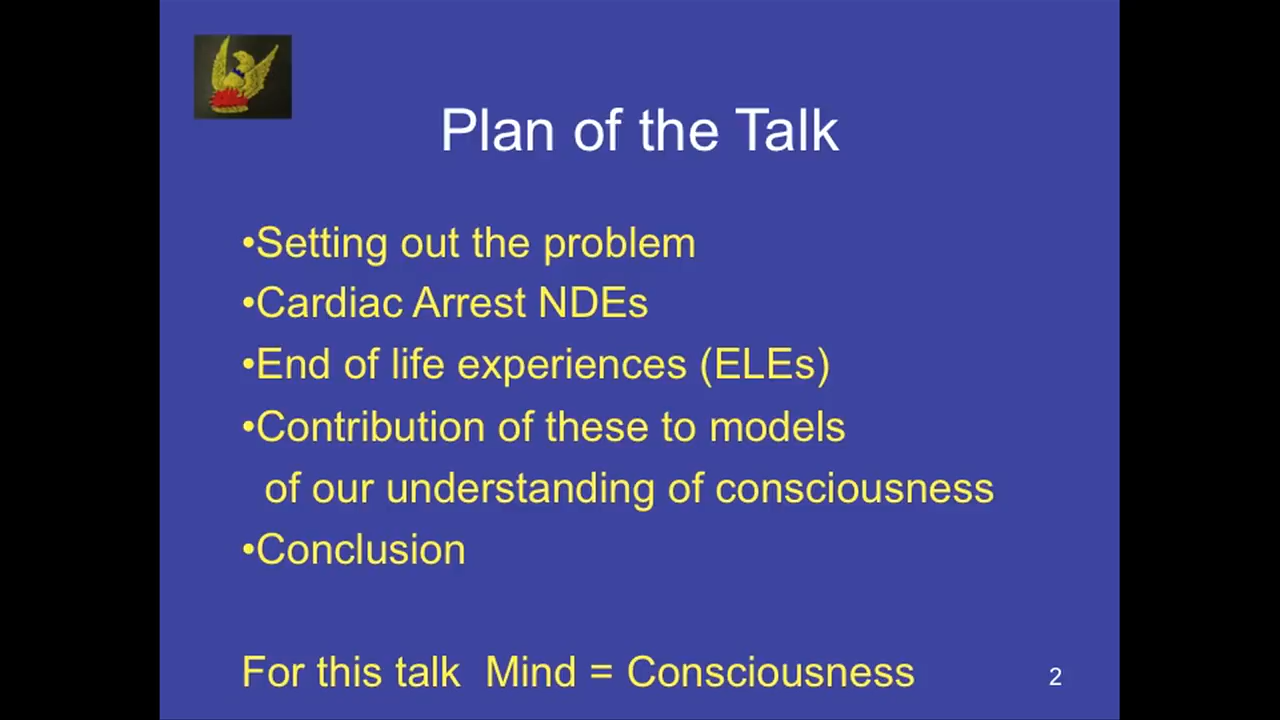 Plan of the Talk
•Setting out the problem
•Cardiac Arrest NDEs
•End of life experiences (ELEs)
•Contribution of these to models
of our understanding of consciousness
•Conclusion
For this talk  Mind = Consciousness
2